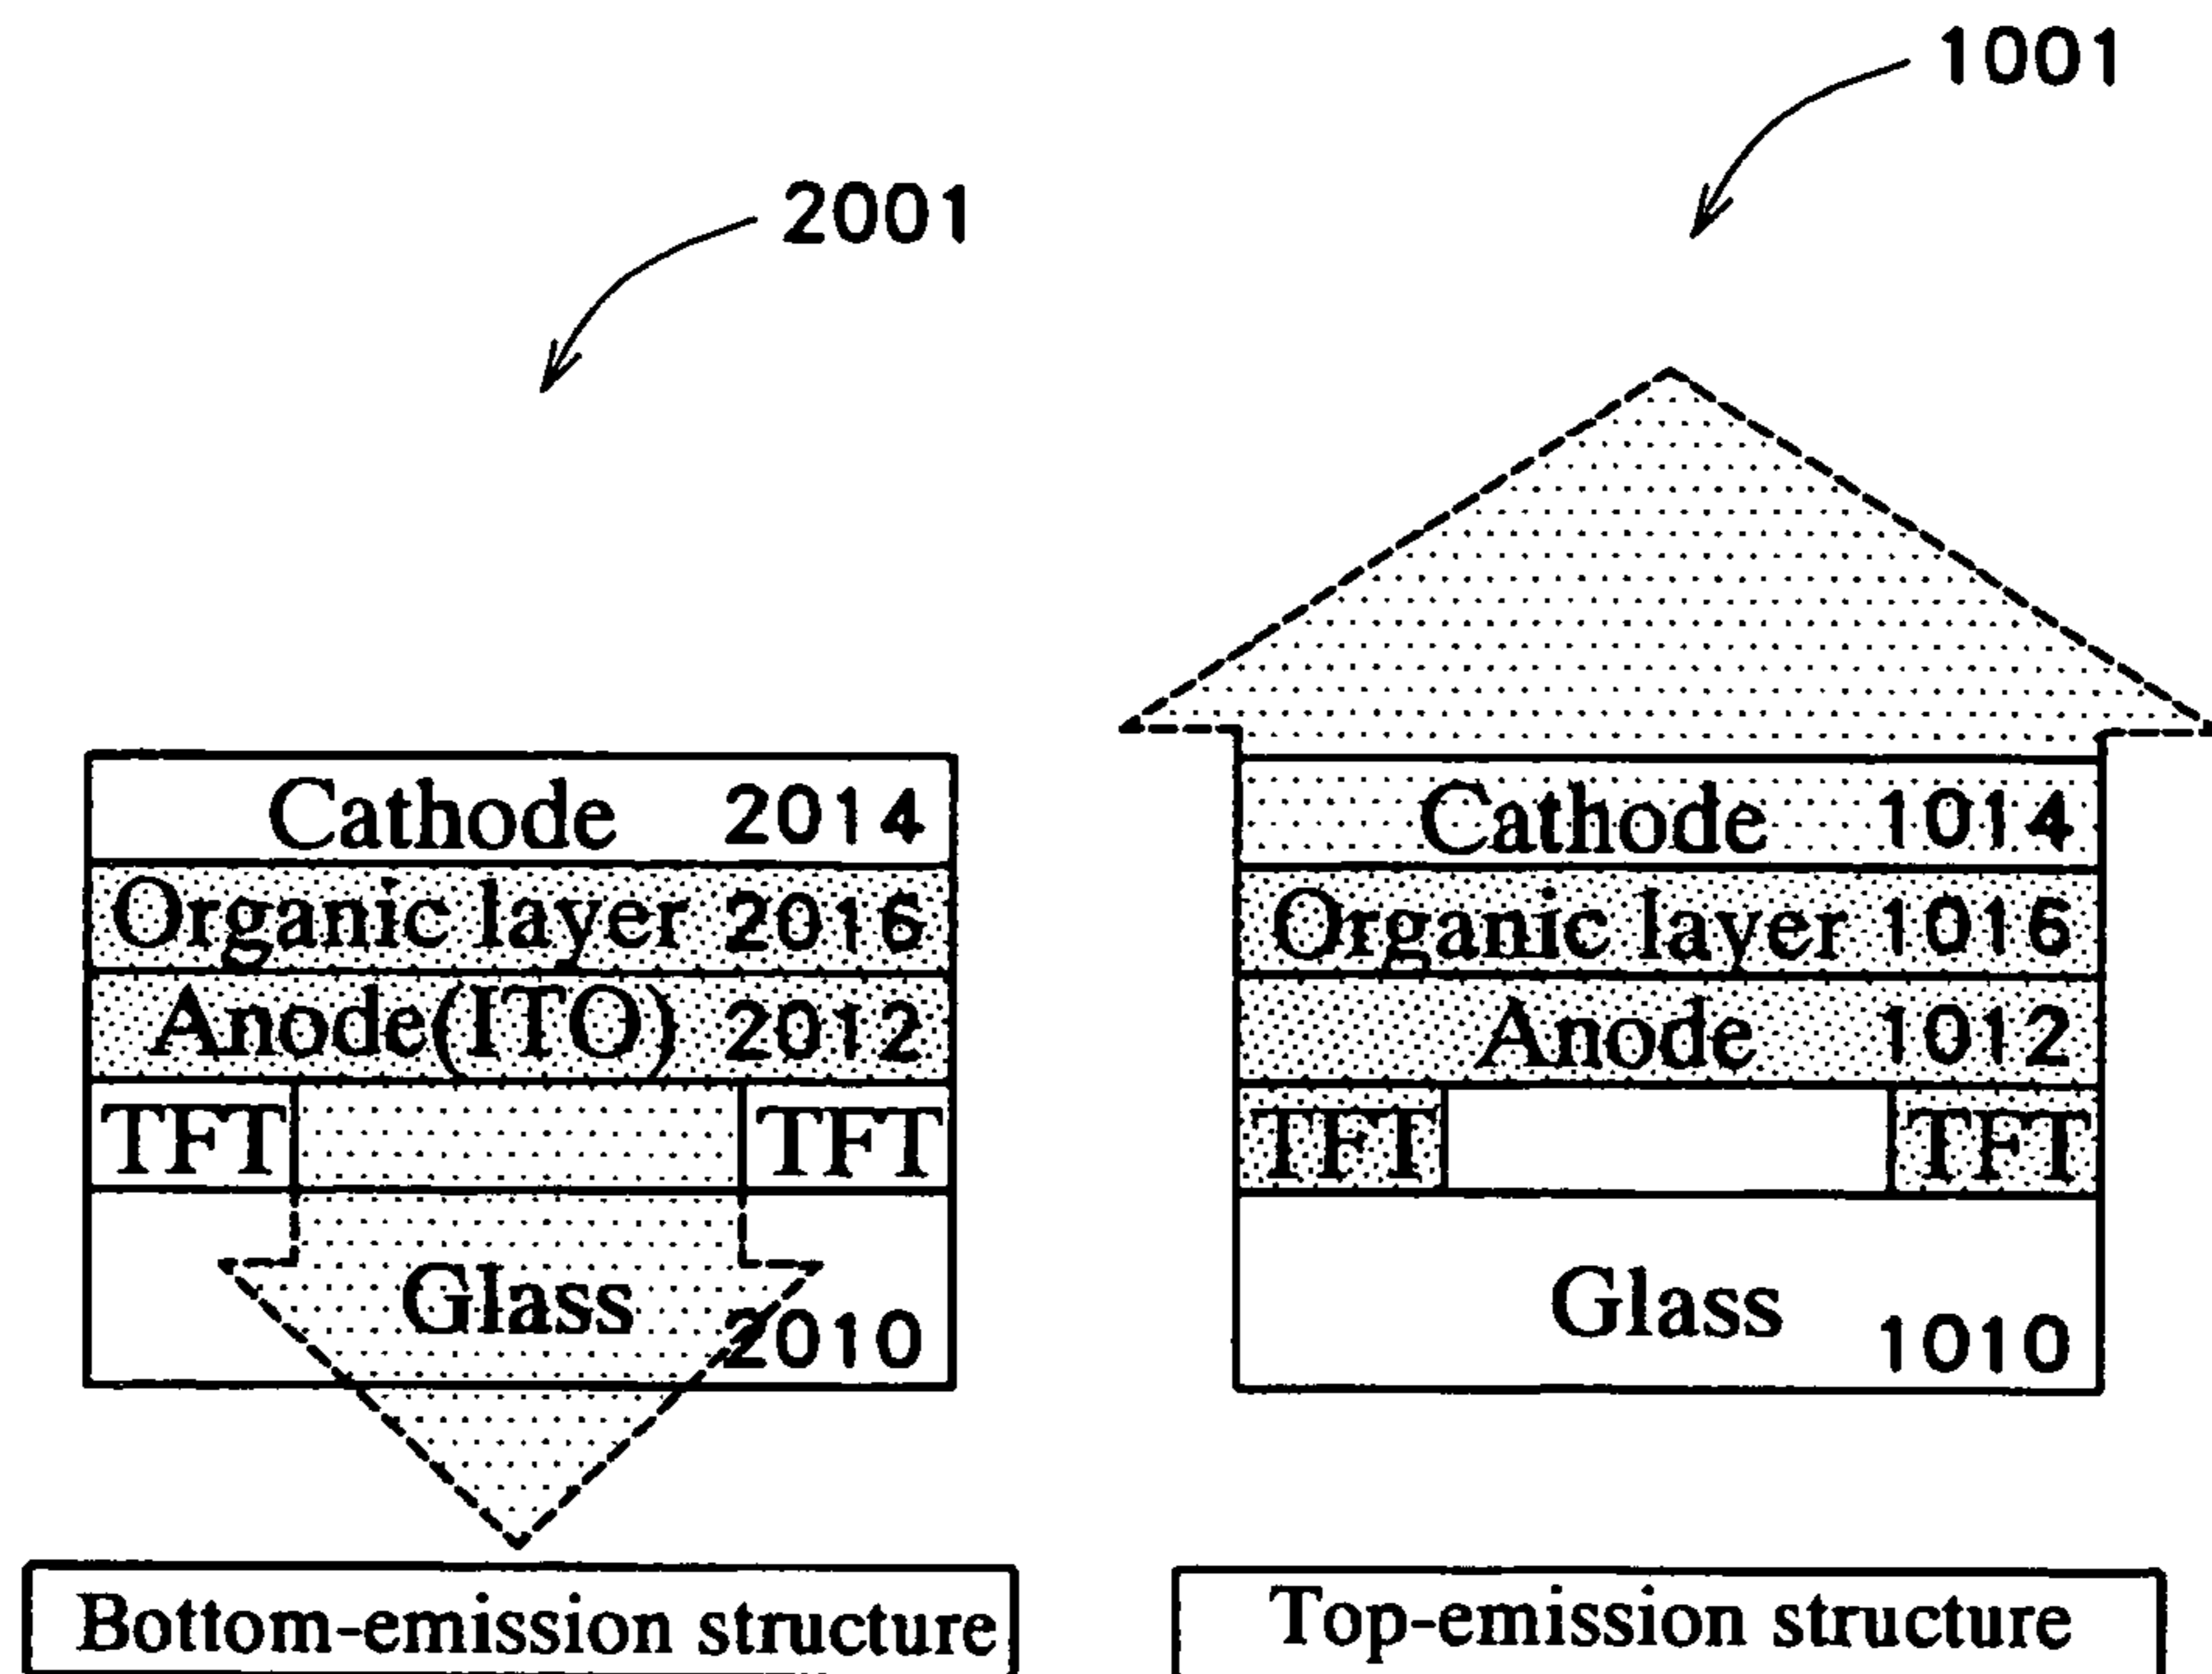 1001
2001
Cathode 2014
Organic layer 2016
Anode(ITO) 2012
TFT TFT
Glass
2010
Bottom-emission structure
Cathode 1014
Organic layer 1016
Anode 1012
TFT TFT
Glass
1010
Top-emission structure